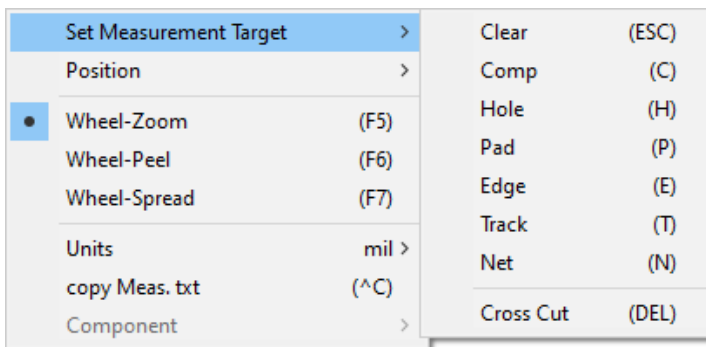 Set Measurement Target >
Position >
Wheel-Zoom (F5)
Wheel-Peel (F6)
Wheel-Spread (F7)
Units mil >
copy Meas. txt (^C)
Component >
Clear (ESC)
Comp (C)
Hole (H)
Pad (P)
Edge (E)
Track (T)
Net (N)
Cross Cut (DEL)